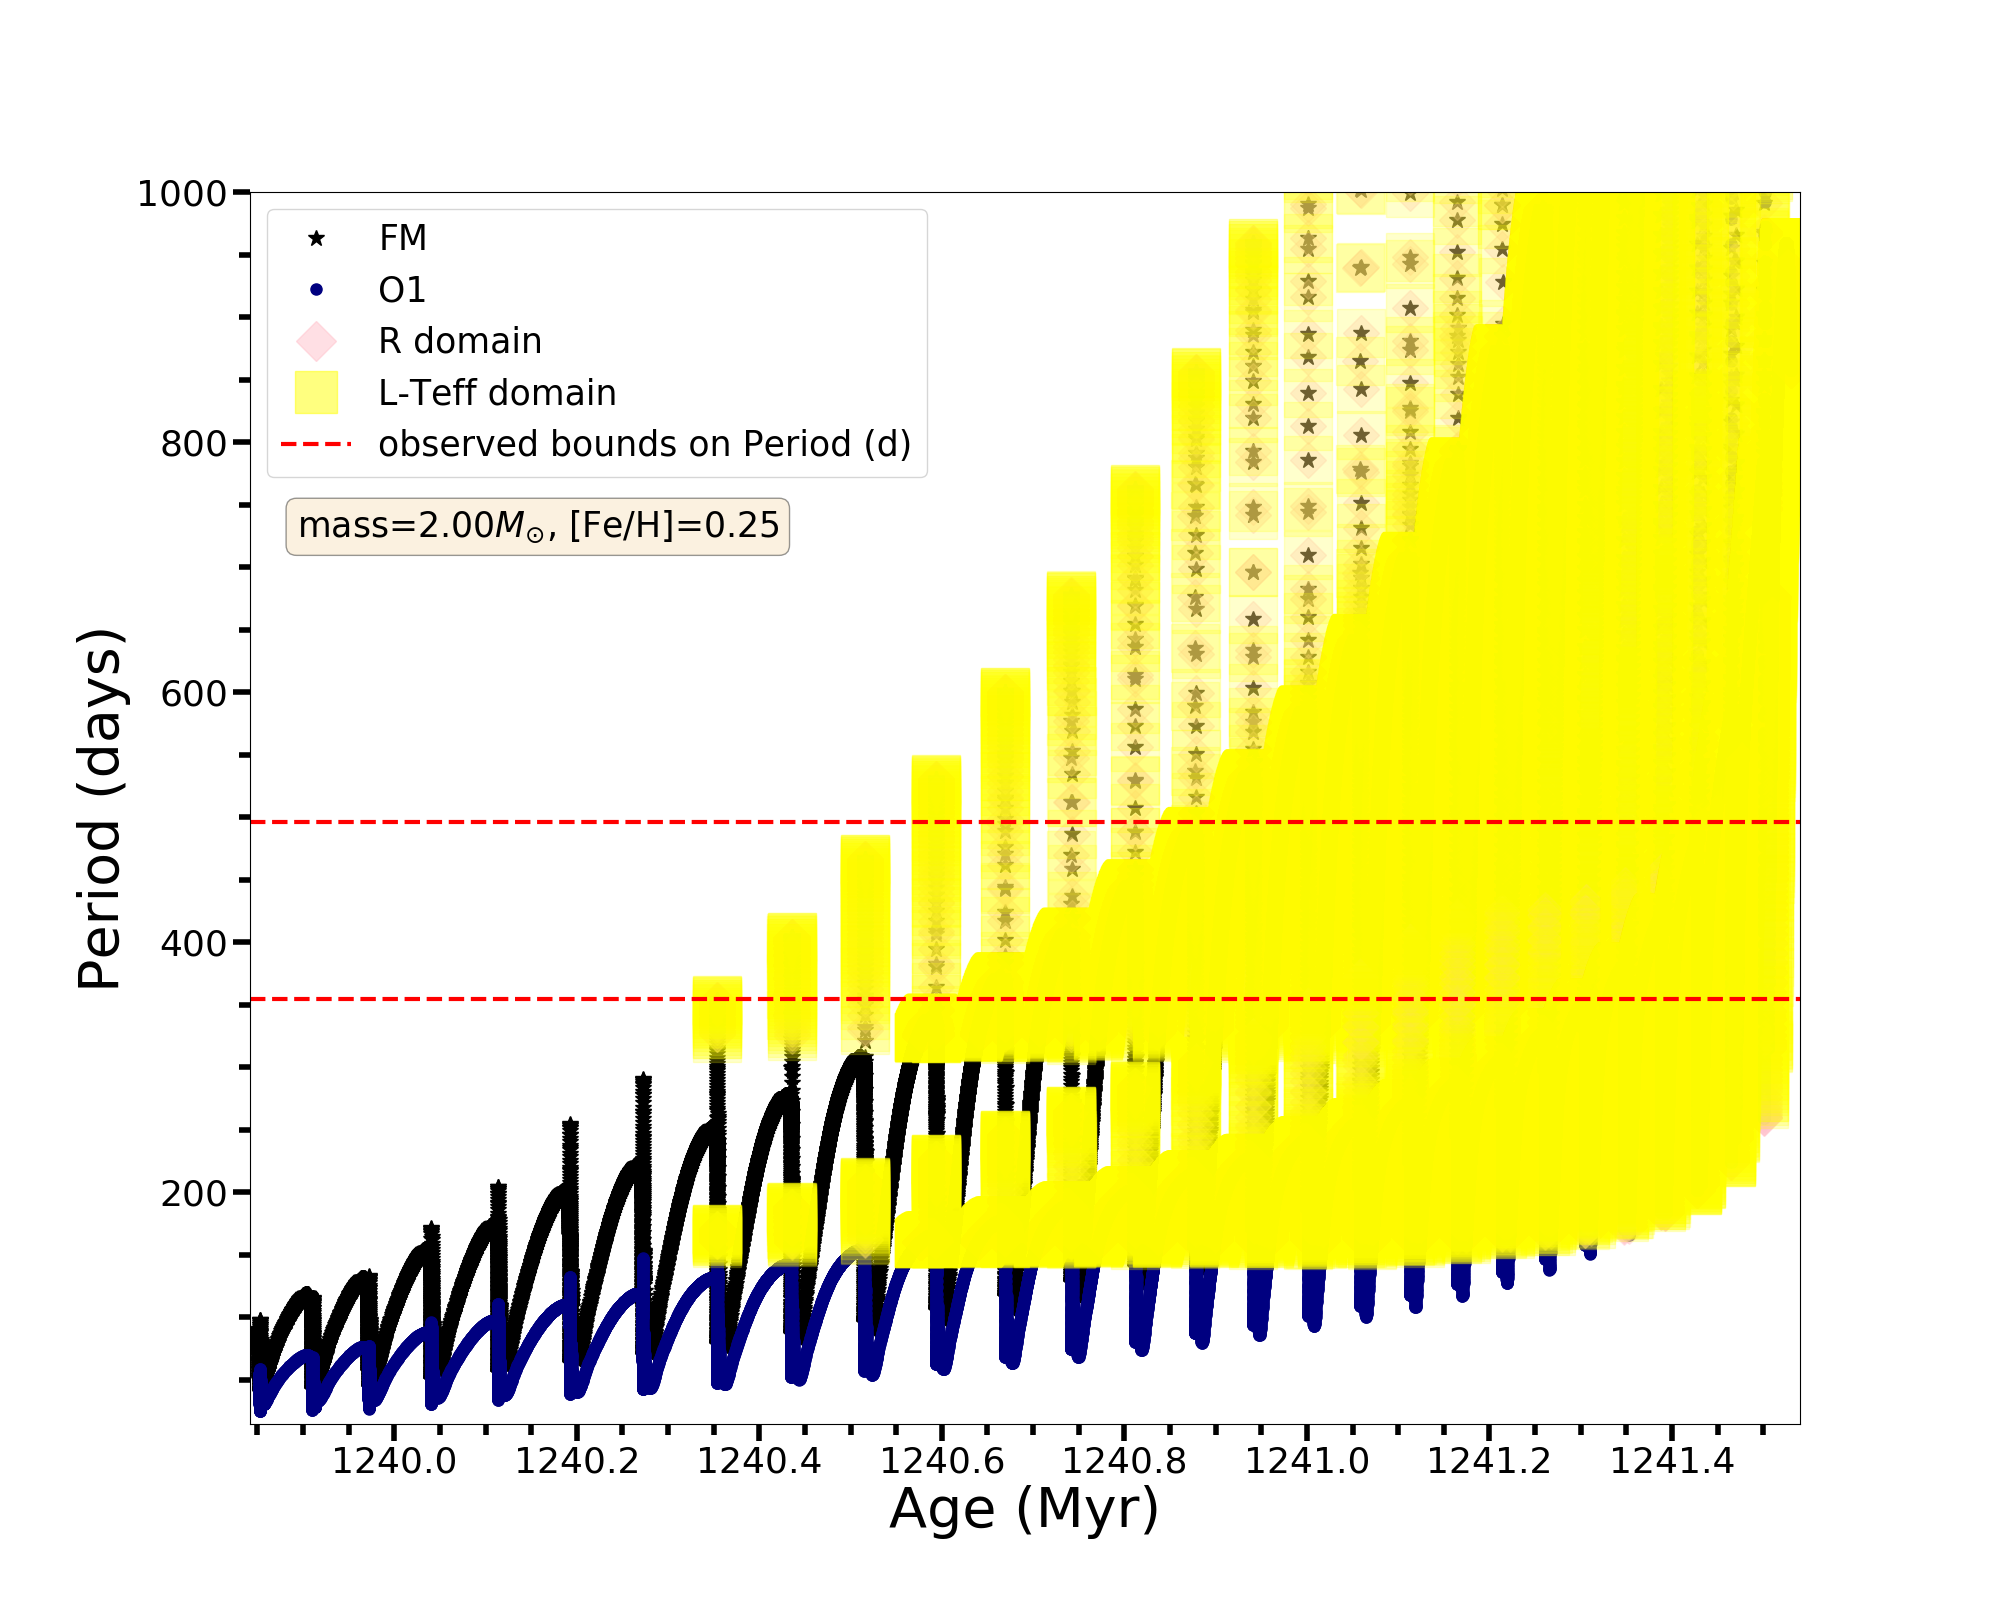 1000
800
600
400
200
Period (days)
FM
O1
R domain
L-Teff domain
observed bounds on Period (d)
mass=2.00M⊙, [Fe/H]=0.25
1240.0 1240.2 1240.4 1240.6 1240.8 1241.0 1241.2 1241.4
Age (Myr)